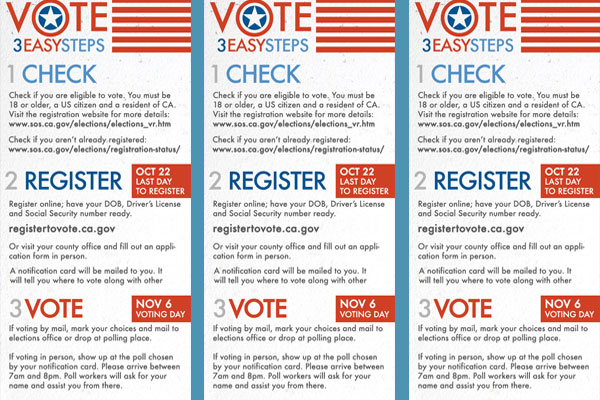 VOTE
3EASYSTEPS
1 CHECK
Check if you are eligible to vote. You must be
18 or older, a US citizen and a resident of CA.
Visit the registration website for more details:
www.sos.ca.gov/elections/elections_vr.htm
Check if you aren't already registered:
www.sos.ca.gov/elections/registration-status/
2 REGISTER
OCT 22
LAST DAY
TO REGISTER
Register online; have your DOB, Driver's License
and Social Security number ready.
registertovote.ca.gov
Or visit your county office and fill out an appli-
cation form in person.
A notification card will be mailed to you. It
will tell you where to vote along with other
3 VOTE
NOV 6
VOTING DAY
If voting by mail, mark your choices and mail to
elections office or drop at polling place.
If voting in person, show up at the poll chosen
by your notification card. Please arrive between
7am and 8pm. Poll workers will ask for your
name and assist you from there.
VOTE
3EASYSTEPS
1 CHECK
Check if you are eligible to vote. You must be
18 or older, a US citizen and a resident of CA.
Visit the registration website for more details:
www.sos.ca.gov/elections/elections_vr.htm
Check if you aren't already registered:
www.sos.ca.gov/elections/registration-status/
2 REGISTER
OCT 22
LAST DAY
TO REGISTER
Register online; have your DOB, Driver's License
and Social Security number ready.
registertovote.ca.gov
Or visit your county office and fill out an appli-
cation form in person.
A notification card will be mailed to you. It
will tell you where to vote along with other
3 VOTE
NOV 6
VOTING DAY
If voting by mail, mark your choices and mail to
elections office or drop at polling place.
If voting in person, show up at the poll chosen
by your notification card. Please arrive between
7am and 8pm. Poll workers will ask for your
name and assist you from there.
VOTE
3EASYSTEPS
1 CHECK
Check if you are eligible to vote. You must be
18 or older, a US citizen and a resident of CA.
Visit the registration website for more details:
www.sos.ca.gov/elections/elections_vr.htm
Check if you aren't already registered:
www.sos.ca.gov/elections/registration-status/
2 REGISTER
OCT 22
LAST DAY
TO REGISTER
Register online; have your DOB, Driver's License
and Social Security number ready.
registertovote.ca.gov
Or visit your county office and fill out an appli-
cation form in person.
A notification card will be mailed to you. It
will tell you where to vote along with other
3 VOTE
NOV 6
VOTING DAY
If voting by mail, mark your choices and mail to
elections office or drop at polling place.
If voting in person, show up at the poll chosen
by your notification card. Please arrive between
7am and 8pm. Poll workers will ask for your
name and assist you from there.